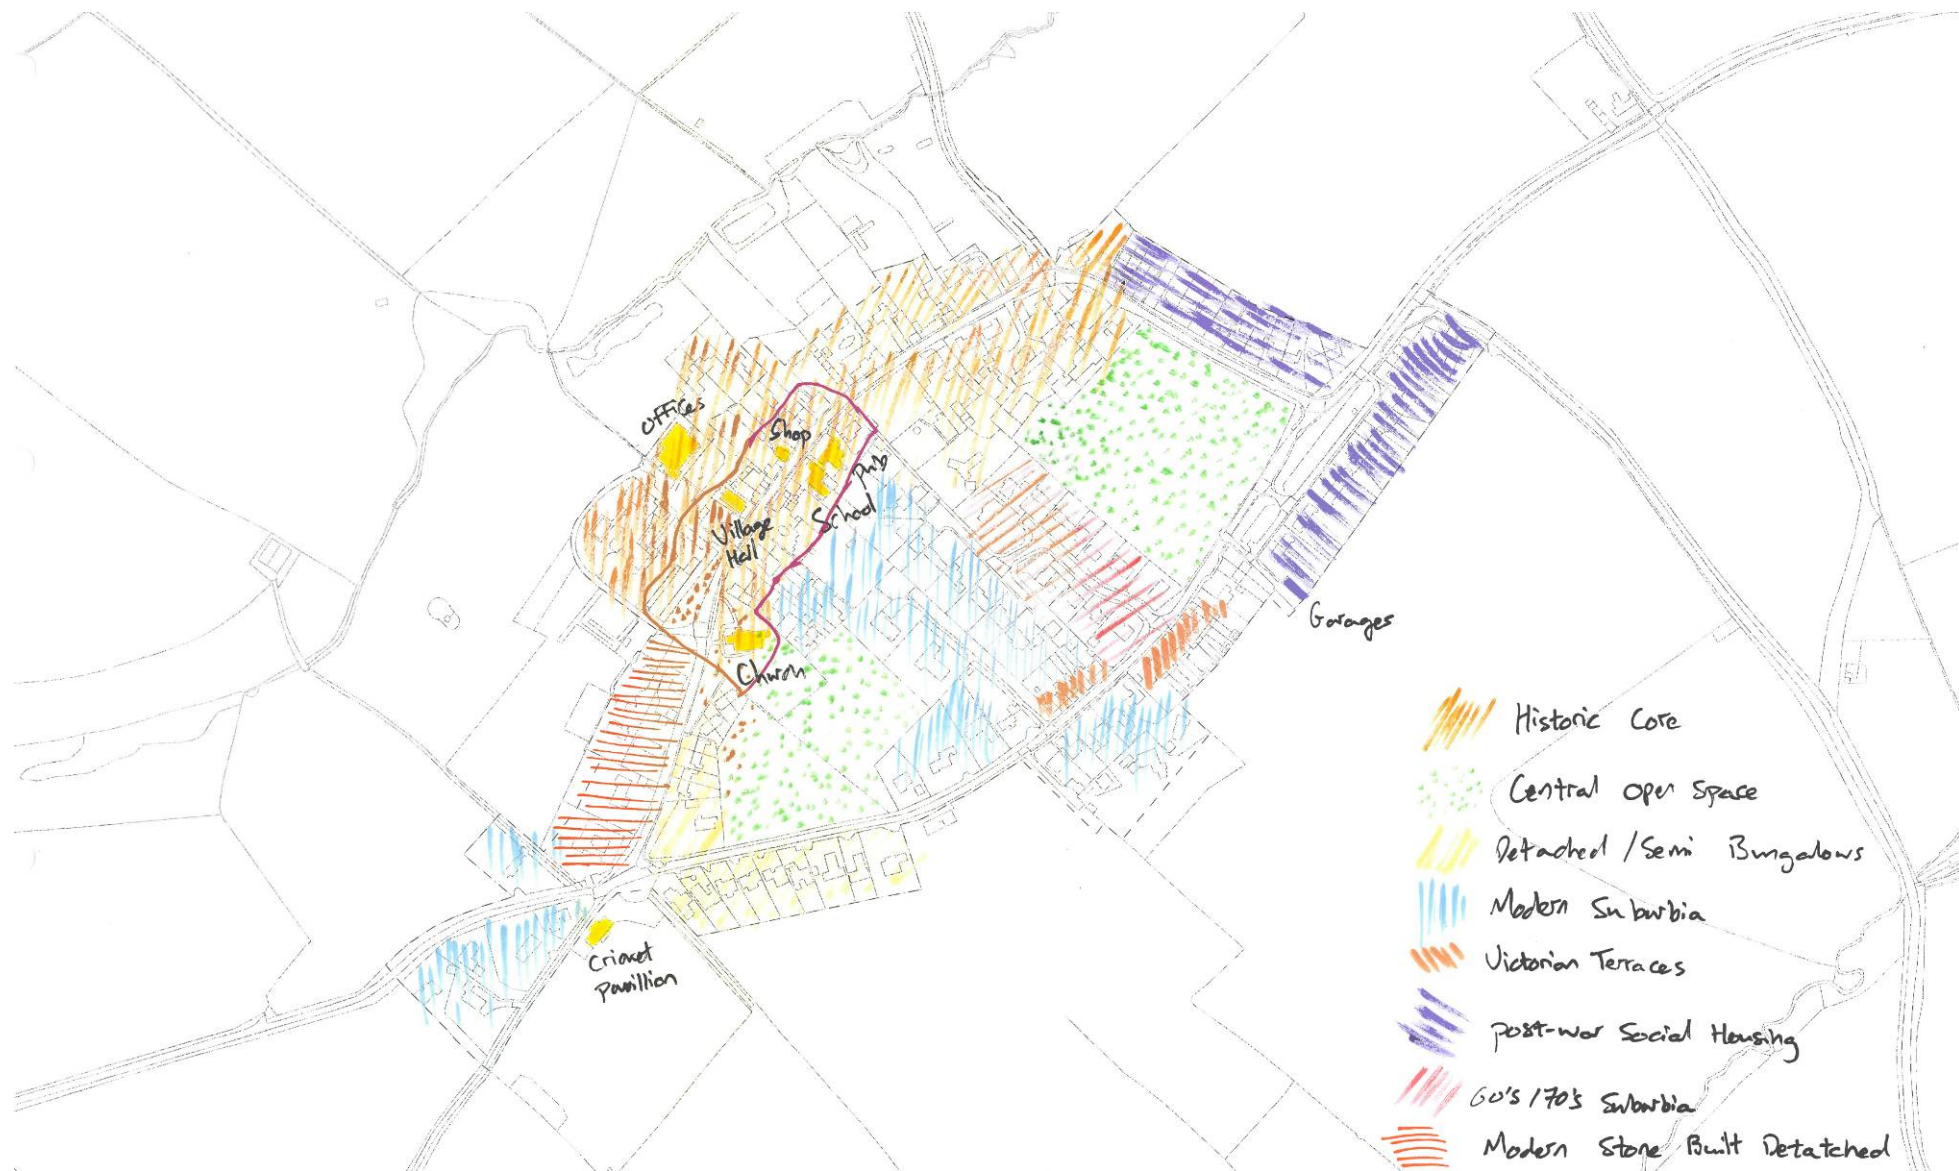 offices
Shop
pub
School
Village
Hall
Church
Garages
Cricket
pavillion
Historic Core
Central open space
Detached / Semi Bungalows
Modern Suburbia
Victorian Terraces
post-war Social Housing
60's /70's Suburbia
Modern Stone Built Detatched